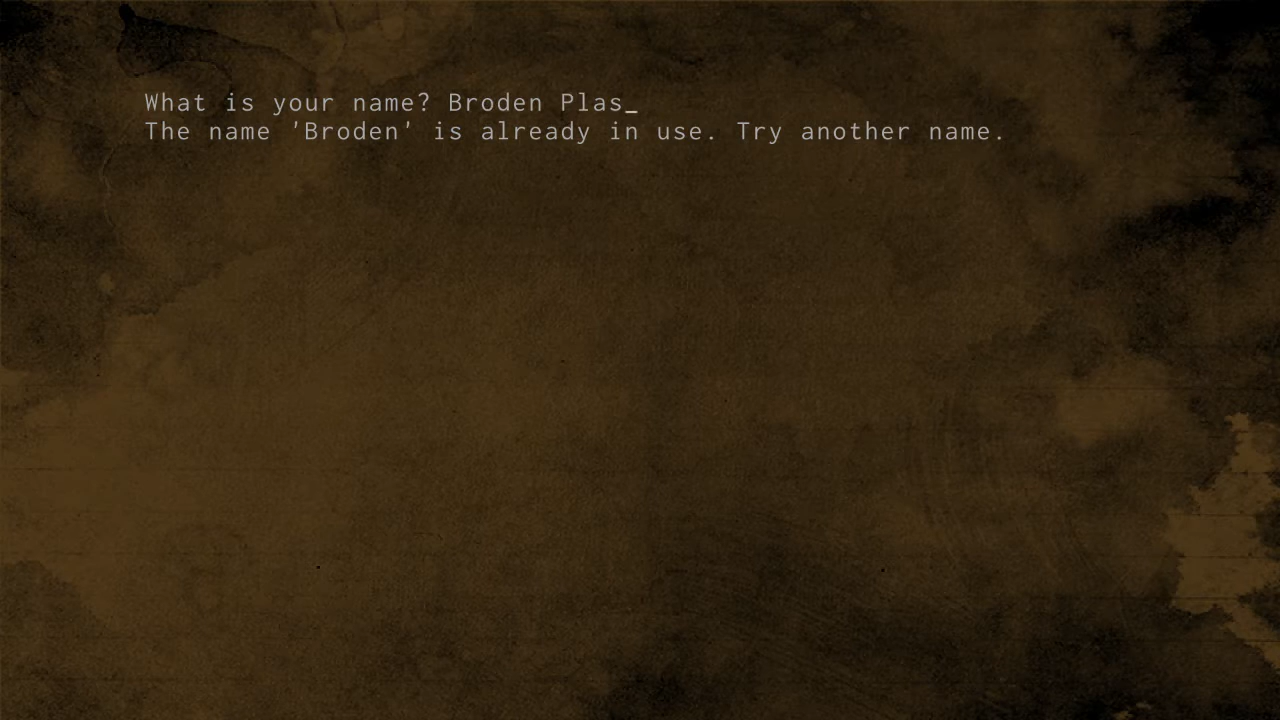 What is your name? Broden Plas_
The name 'Broden' is already in use. Try another name.